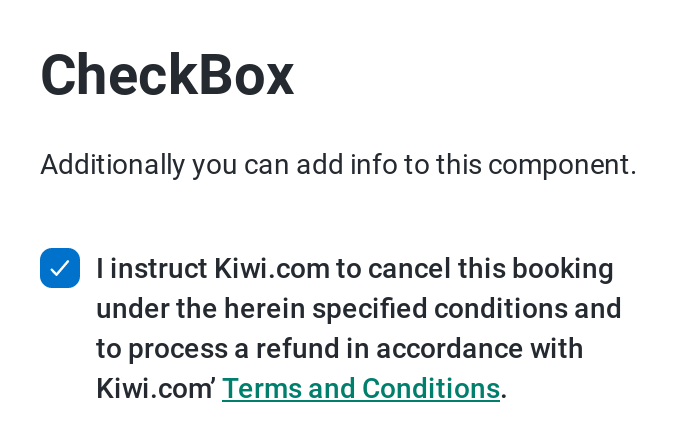 CheckBox
Additionally you can add info to this component.
I instruct Kiwi.com to cancel this booking
under the herein specified conditions and
to process a refund in accordance with
Kiwi.com’ Terms and Conditions.